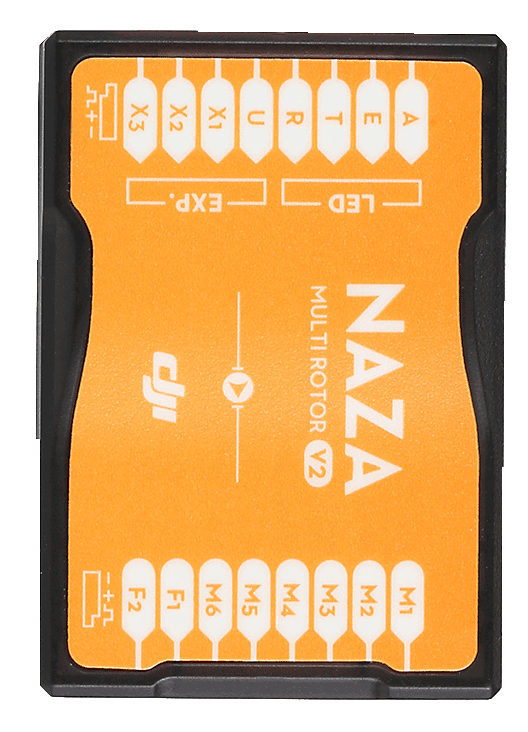 A
E
T
R
U
X1
X2
X3
LED
EXP.
NAZA
MULTI ROTOR V2
dji
M1
M2
M3
M4
M5
M6
F1
F2